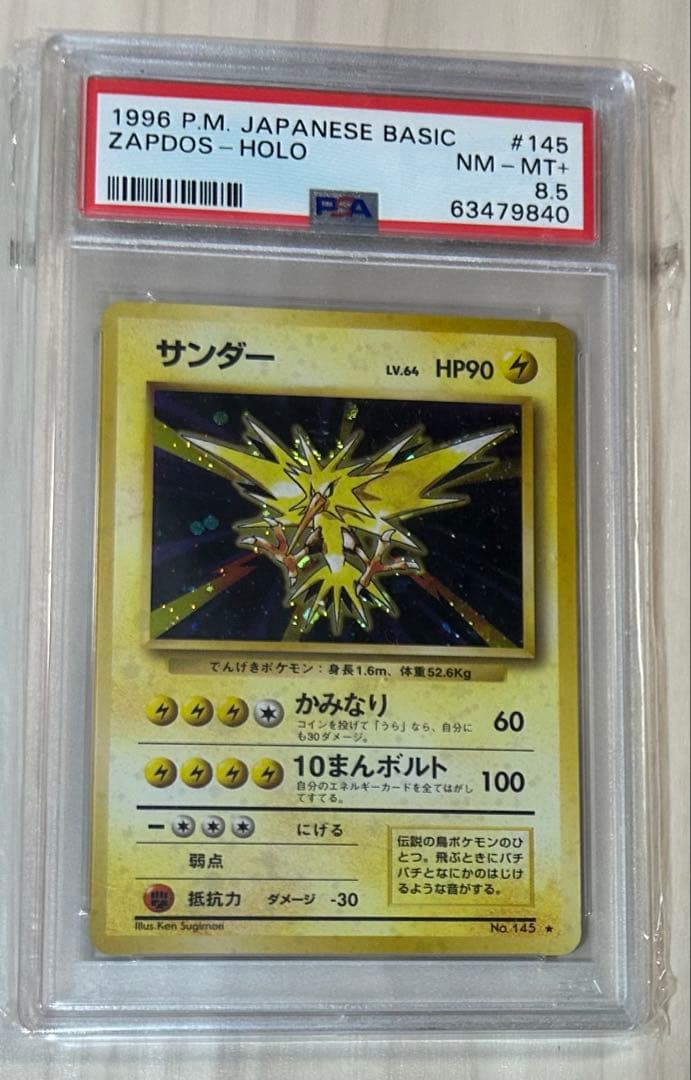 1996 P.M. JAPANESE BASIC #145
ZAPDOS-HOLO NM-MT+
8.5
PSA 63479840
サンダー LV.64 HP90
でんげきポケモン：身長1.6m、体重52.6Kg
かみなり 60
コインを投げて「うら」なら、自分に
も30ダメージ。
10まんボルト 100
自分のエネルギーカードを全てはがし
てすてる。
にげる
弱点
抵抗力 ダメージ -30
伝説の鳥ポケモンのひ
とつ。飛ぶときにパチ
パチとなにかのはじけ
るような音がする。
Illus.Ken Sugimori No.145 ★